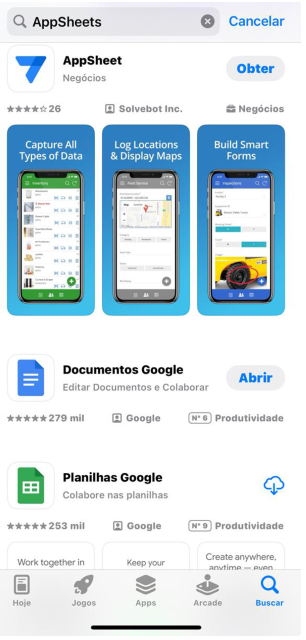 AppSheets
Cancelar
AppSheet
Negócios
Obter
26
Solvebot Inc.
Negócios
Capture All
Types of Data
Log Locations
& Display Maps
Build Smart
Forms
Documentos Google
Editar Documentos e Colaborar
Abrir
279 mil
Google
Nº 6
Produtividade
Planilhas Google
Colabore nas planilhas
253 mil
Google
Nº 9
Produtividade
Work together in
Keep your
Create anywhere,
anytime — even
Hoje
Jogos
Apps
Arcade
Buscar